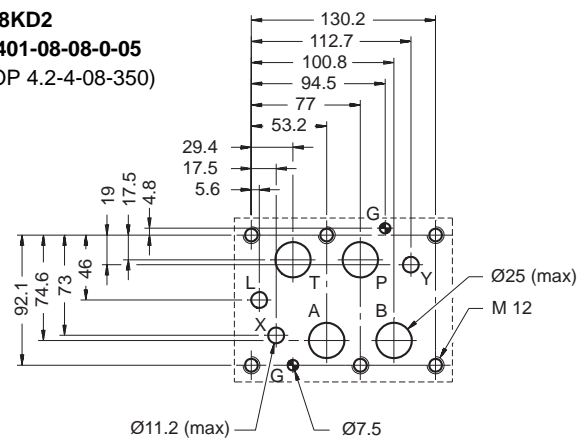 8KD2
401-08-08-0-05
OP 4.2-4-08-350)
130.2
112.7
100.8
94.5
77
53.2
29.4
17.5
5.6
19
17.5
4.8
G
92.1
74.6
73
46
L
T
P
Y
X
A
B
Ø25 (max)
M 12
G
Ø11.2 (max)
Ø7.5